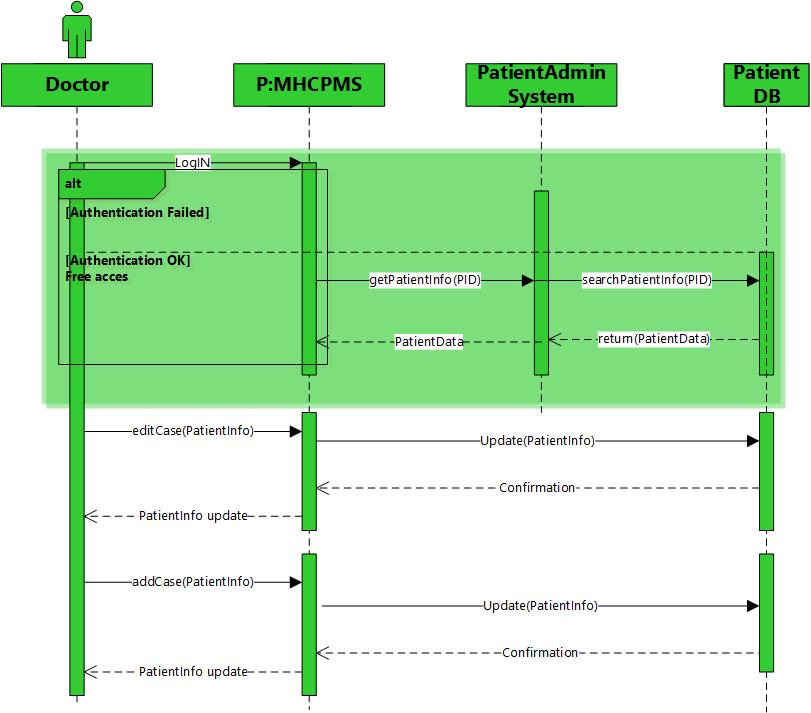 Doctor
P:MHCPMS
PatientAdmin
System
Patient
DB
LogIN
alt
[Authentication Failed]
[Authentication OK]
Free acces
getPatientInfo(PID)
searchPatientInfo(PID)
PatientData
return(PatientData)
editCase(PatientInfo)
Update(PatientInfo)
Confirmation
PatientInfo update
addCase(PatientInfo)
Update(PatientInfo)
Confirmation
PatientInfo update